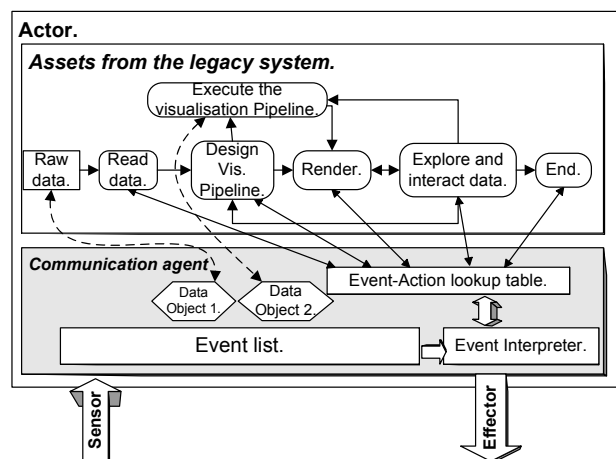 Actor.
Assets from the legacy system.
Execute the
visualisation Pipeline.
Raw
data.
Read
data.
Design
Vis.
Pipeline.
Render.
Explore and
interact data.
End.
Communication agent
Event-Action lookup table.
Data
Object 1.
Data
Object 2.
Event list.
Event Interpreter.
Sensor
Effector